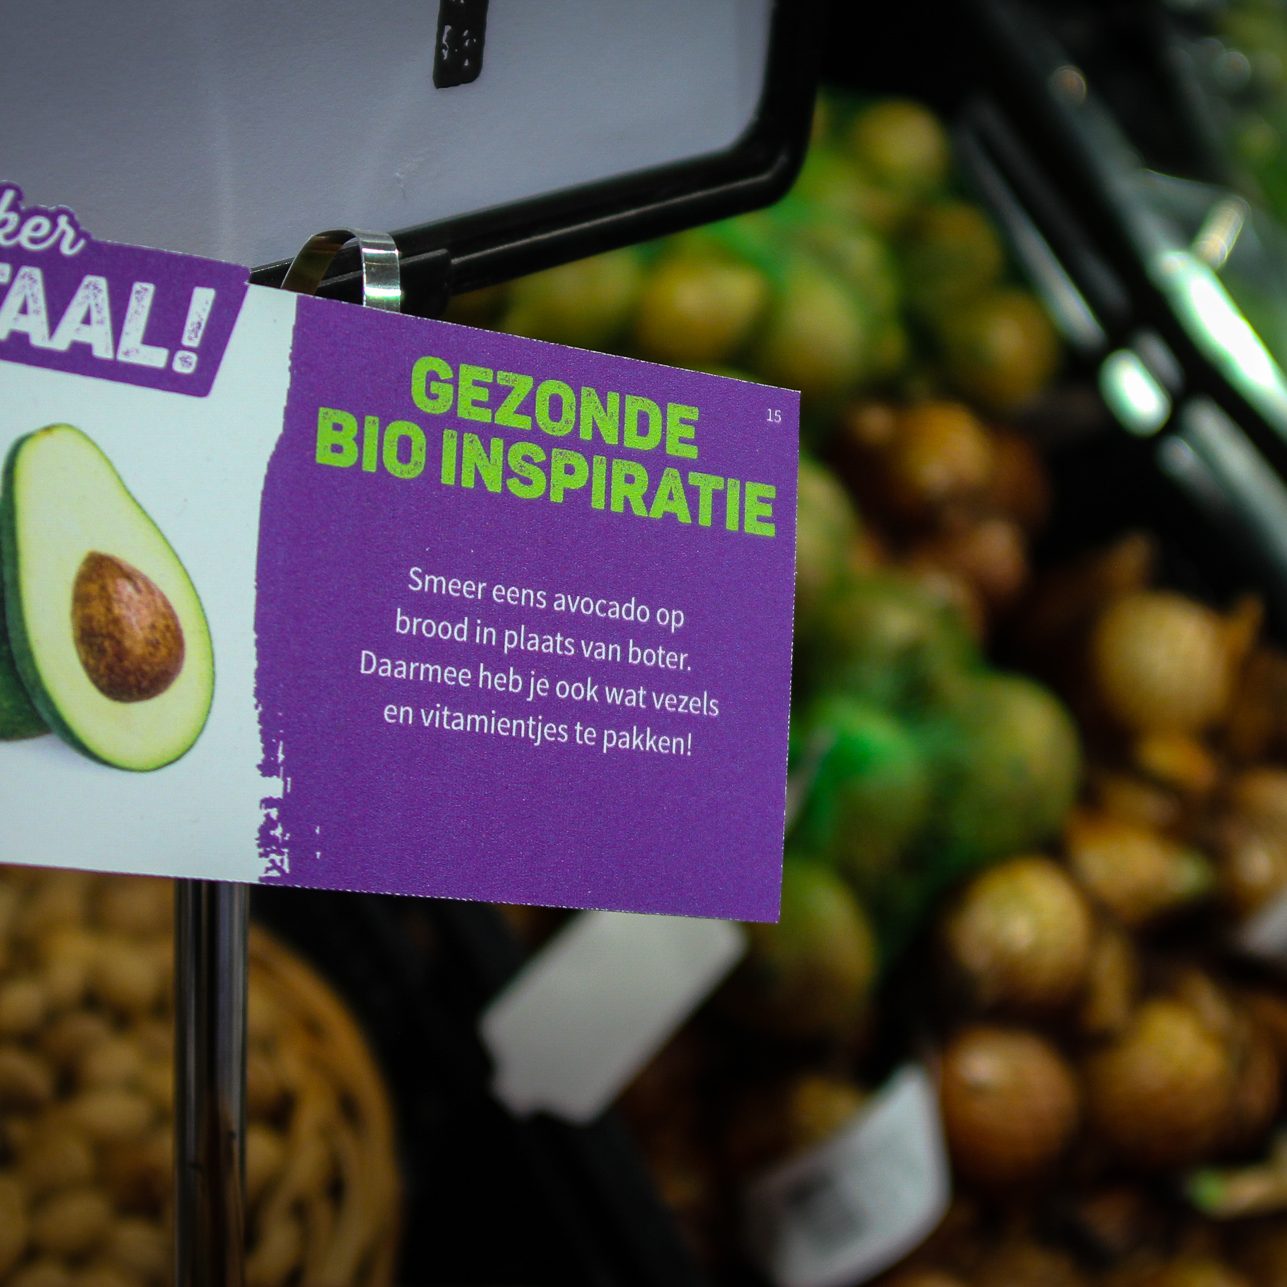 TAAL!
GEZONDE
BIO INSPIRATIE
15
Smeer eens avocado op
brood in plaats van boter.
Daarmee heb je ook wat vezels
en vitamientjes te pakken!